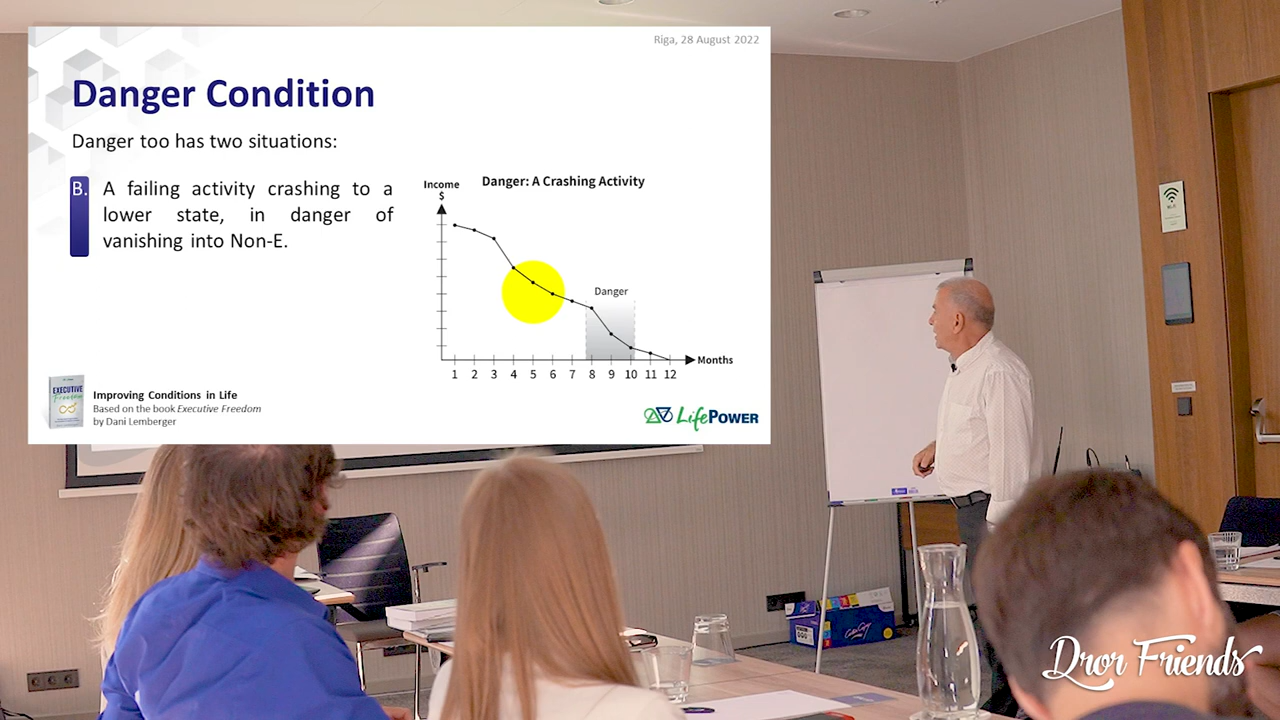 Riga, 28 August 2022
Danger Condition
Danger too has two situations:
B. A failing activity crashing to a
lower state, in danger of
vanishing into Non-E.
Income
$
Danger: A Crashing Activity
Danger
Months
1 2 3 4 5 6 7 8 9 10 11 12
EXECUTIVE
Freedom
Improving Conditions in Life
Based on the book Executive Freedom
by Dani Lemberger
LifePower
Wi-Fi
Dror Friends